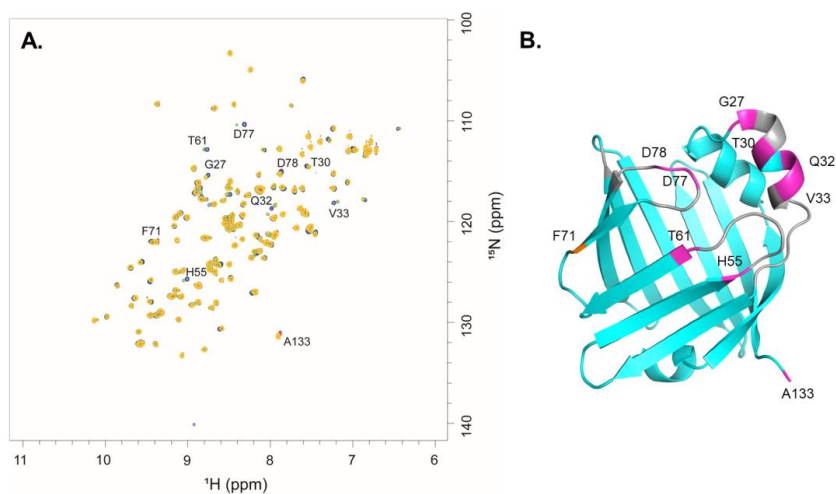 A.
B.
100
110
120
130
140
¹⁵N (ppm)
11
10
9
8
7
6
¹H (ppm)
D77
T61
G27
D78
T30
Q32
V33
F71
H55
A133
G27
T30
Q32
D78
D77
V33
F71
T61
H55
A133